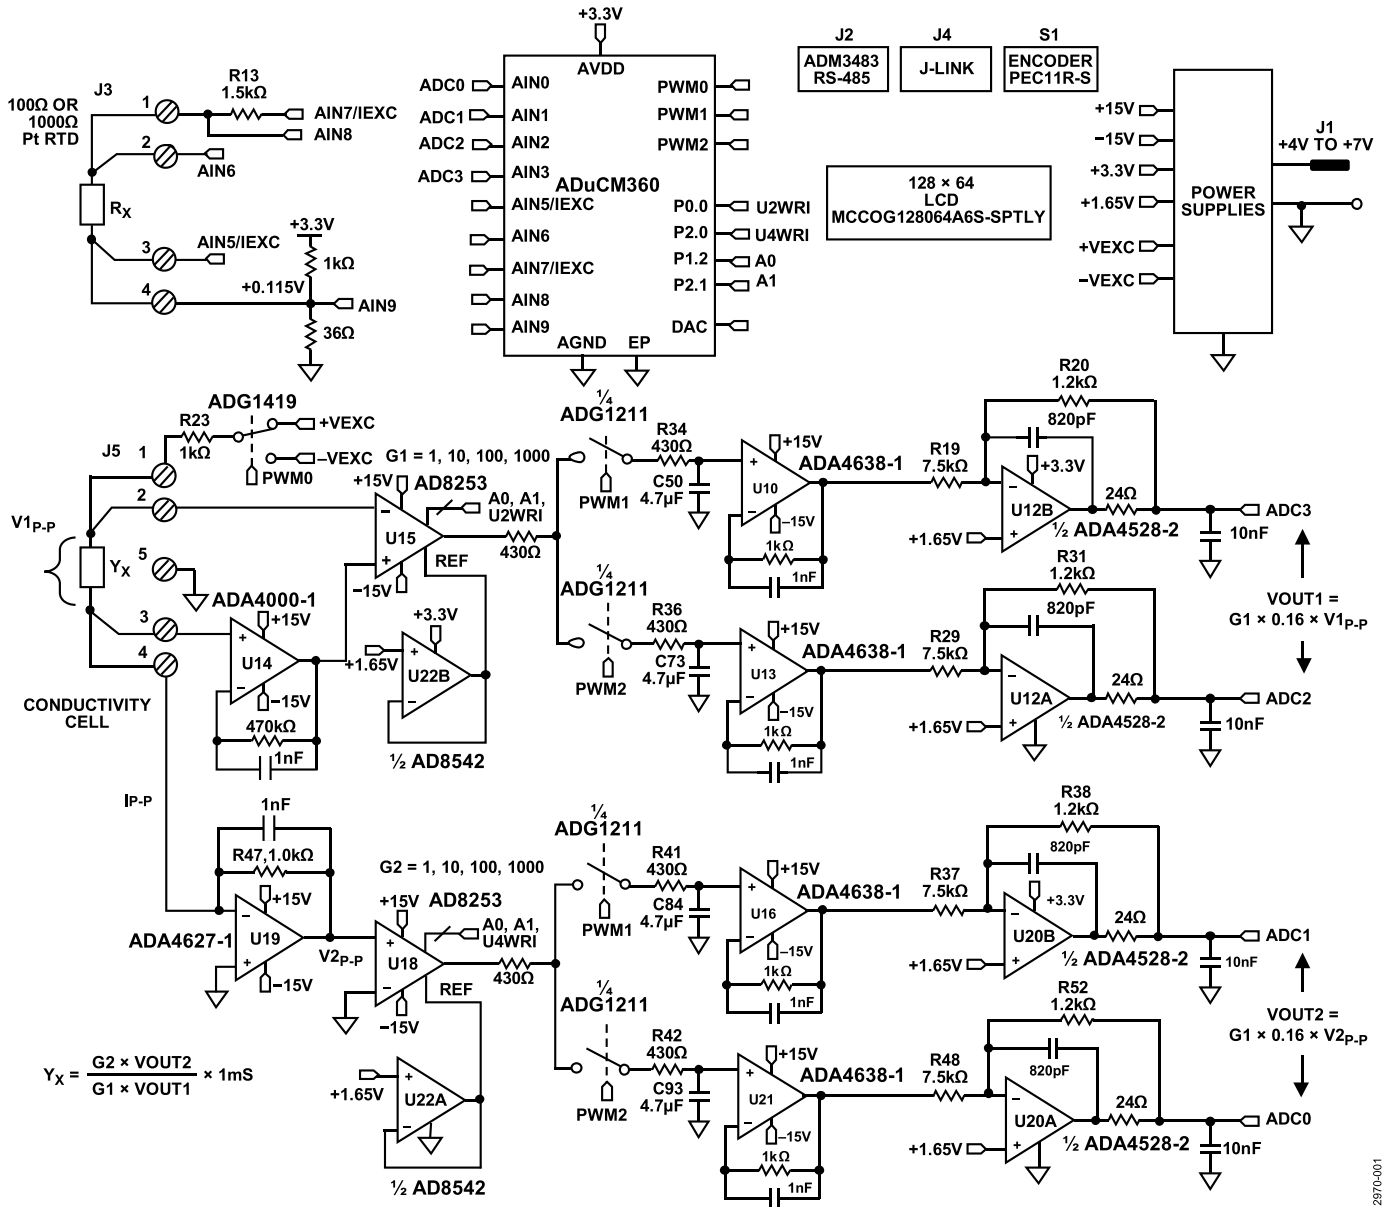 +3.3V
J2
J4
S1
ADM3483
RS-485
J-LINK
ENCODER
PEC11R-S
J3
100Ω OR
1000Ω
Pt RTD
1
R13
1.5kΩ
AIN7/IEXC
AIN8
2
AIN6
RX
3
AIN5/IEXC
+3.3V
1kΩ
4
+0.115V
AIN9
36Ω
AVDD
ADC0
AIN0
ADC1
AIN1
ADC2
AIN2
ADC3
AIN3
AIN5/IEXC
AIN6
AIN7/IEXC
AIN8
AIN9
ADuCM360
PWM0
PWM1
PWM2
P0.0
U2WRI
P2.0
U4WRI
P1.2
A0
P2.1
A1
DAC
AGND
EP
128 × 64
LCD
MCCOG128064A6S-SPTLY
+15V
−15V
+3.3V
+1.65V
+VEXC
−VEXC
POWER
SUPPLIES
J1
+4V TO +7V
ADG1419
R23
1kΩ
+VEXC
−VEXC
PWM0
J5
1
2
5
3
4
V1P-P
YX
CONDUCTIVITY
CELL
G1 = 1, 10, 100, 1000
+15V
AD8253
A0, A1,
U2WRI
U15
REF
−15V
430Ω
ADA4000-1
+15V
U14
−15V
470kΩ
1nF
+3.3V
+1.65V
U22B
½ AD8542
¼
ADG1211
PWM1
R34
430Ω
C50
4.7µF
+15V
ADA4638-1
U10
−15V
1kΩ
1nF
R19
7.5kΩ
R20
1.2kΩ
820pF
+3.3V
U12B
+1.65V
24Ω
½ ADA4528-2
ADC3
10nF
¼
ADG1211
PWM2
R36
430Ω
C73
4.7µF
+15V
ADA4638-1
U13
−15V
1kΩ
1nF
R29
7.5kΩ
R31
1.2kΩ
820pF
U12A
+1.65V
24Ω
½ ADA4528-2
ADC2
10nF
VOUT1 =
G1 × 0.16 × V1P-P
IP-P
1nF
R47,1.0kΩ
+15V
ADA4627-1
U19
−15V
V2P-P
G2 = 1, 10, 100, 1000
+15V
AD8253
A0, A1,
U4WRI
U18
REF
−15V
430Ω
+1.65V
U22A
½ AD8542
¼
ADG1211
PWM1
R41
430Ω
C84
4.7µF
+15V
ADA4638-1
U16
−15V
1kΩ
1nF
R37
7.5kΩ
R38
1.2kΩ
820pF
+3.3V
U20B
+1.65V
24Ω
½ ADA4528-2
ADC1
10nF
¼
ADG1211
PWM2
R42
430Ω
C93
4.7µF
+15V
ADA4638-1
U21
−15V
1kΩ
1nF
R48
7.5kΩ
R52
1.2kΩ
820pF
U20A
+1.65V
24Ω
½ ADA4528-2
ADC0
10nF
VOUT2 =
G1 × 0.16 × V2P-P
YX = G2 × VOUT2 / G1 × VOUT1 × 1mS
2970-001
+
−
+
−
+
−
+
−
+
−
+
−
+
−
+
−
+
−
+
−
+
−
+
−
+
−